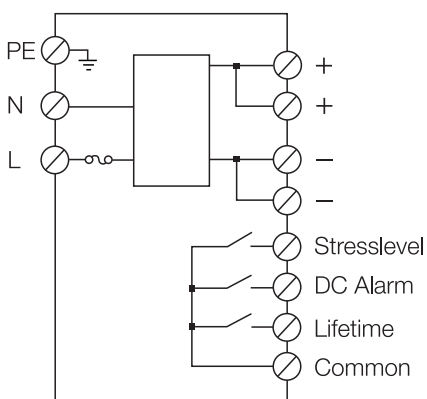 PE
N
L
+
+
−
−
Stresslevel
DC Alarm
Lifetime
Common